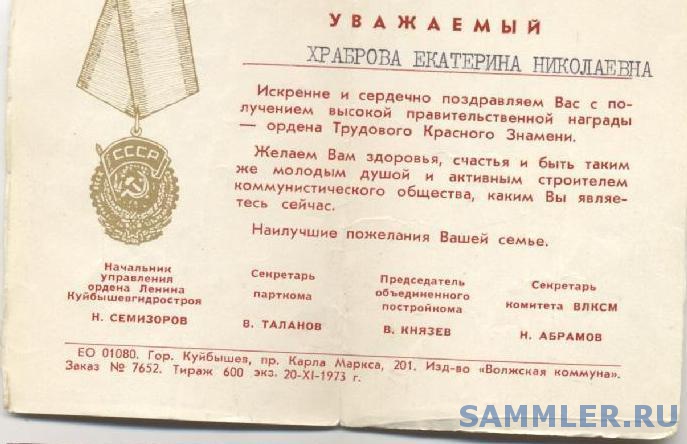 УВАЖАЕМЫЙ
ХРАБРОВА ЕКАТЕРИНА НИКОЛАЕВНА
Искренне и сердечно поздравляем Вас с по-
лучением высокой правительственной награды
— ордена Трудового Красного Знамени.
Желаем Вам здоровья, счастья и быть таким
же молодым душой и активным строителем
коммунистического общества, каким Вы являе-
тесь сейчас.
Наилучшие пожелания Вашей семье.
СССР
Начальник
управления
ордена Ленина
Куйбышевгидростроя
Н. СЕМИЗОРОВ
Секретарь
парткома
В. ТАЛАНОВ
Председатель
объединенного
постройкома
В. КНЯЗЕВ
Секретарь
комитета ВЛКСМ
Н. АБРАМОВ
ЕО 01080. Гор. Куйбышев, пр. Карла Маркса, 201. Изд-во «Волжская коммуна».
Заказ № 7652. Тираж 600 экз. 20-XI-1973 г.
SAMMLER.RU